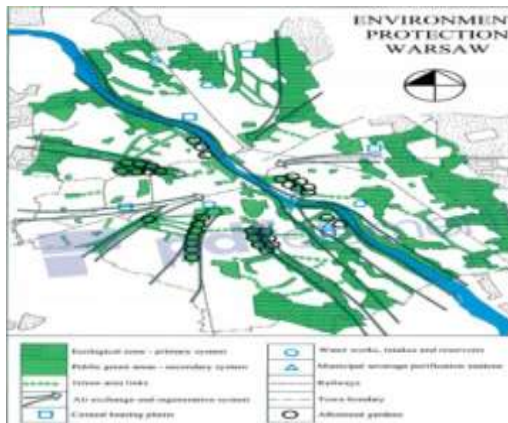 ENVIRONMENT
PROTECTION
WARSAW
Ecological zone - primary system
Public green areas - secondary system
Green area links
Air exchange and regeneration system
Central heating plants
Water works, intakes and reservoirs
Municipal sewerage purification stations
Railways
Town boundary
Allotment gardens